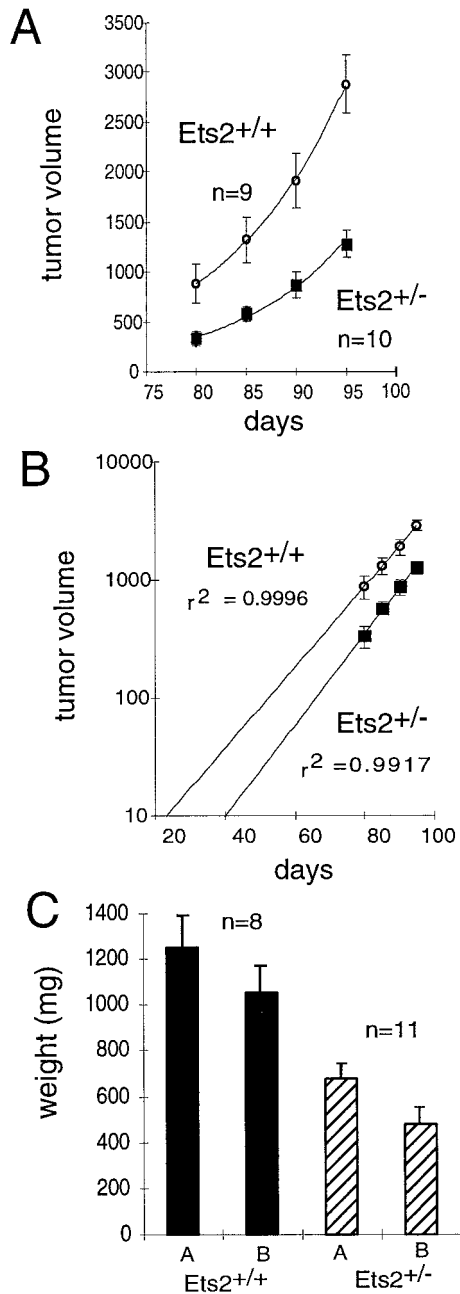 A
3500
3000
2500
2000
1500
1000
500
0
tumor volume
Ets2+/+
n=9
Ets2+/-
n=10
75 80 85 90 95 100
days
B
10000
1000
100
10
tumor volume
Ets2+/+
r2 = 0.9996
Ets2+/-
r2 =0.9917
20 40 60 80 100
days
C
1400
1200
1000
800
600
400
200
0
weight (mg)
n=8
n=11
A B A B
Ets2+/+ Ets2+/-